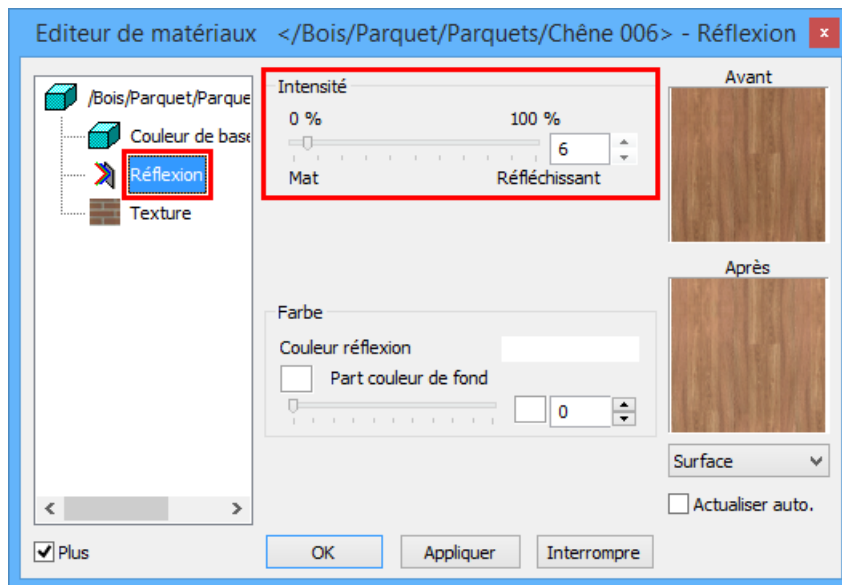 Editeur de matériaux </Bois/Parquet/Parquets/Chêne 006> - Réflexion x
/Bois/Parquet/Parque
Couleur de base
Réflexion
Texture
Plus
Intensité
0 % 100 %
6
Mat Réfléchissant
Farbe
Couleur réflexion
Part couleur de fond
0
Avant
Après
Surface
Actualiser auto.
OK Appliquer Interrompre